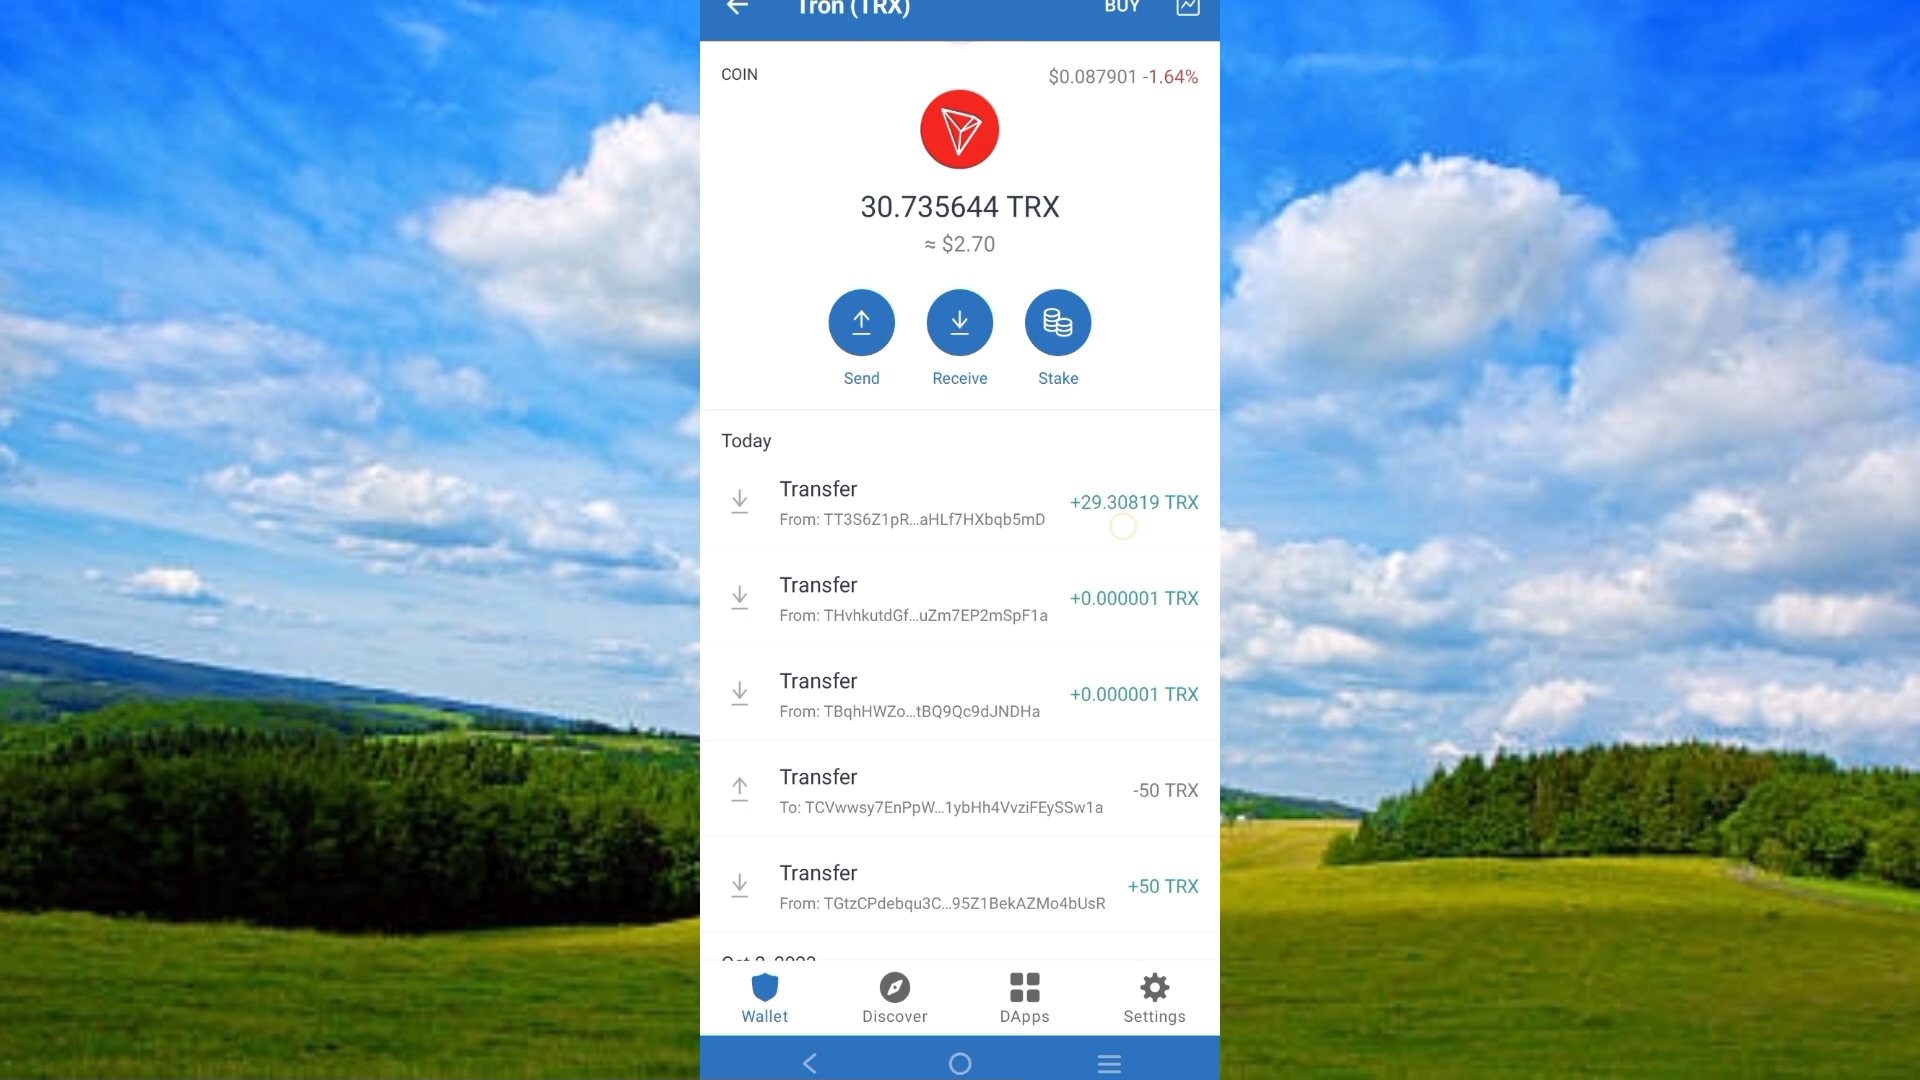 Tron (TRX)
BUY
COIN
$0.087901 -1.64%
30.735644 TRX
≈ $2.70
Send
Receive
Stake
Today
Transfer
+29.30819 TRX
From: TT3S6Z1pR...aHLf7HXbqb5mD
Transfer
+0.000001 TRX
From: THvhkutdGf...uZm7EP2mSpF1a
Transfer
+0.000001 TRX
From: TBqhHWZo...tBQ9Qc9dJNDHa
Transfer
-50 TRX
To: TCVwwsy7EnPpW...1ybHh4VvziFEySSw1a
Transfer
+50 TRX
From: TGtzCPdebqu3C...95Z1BekAZMo4bUsR
Wallet
Discover
DApps
Settings